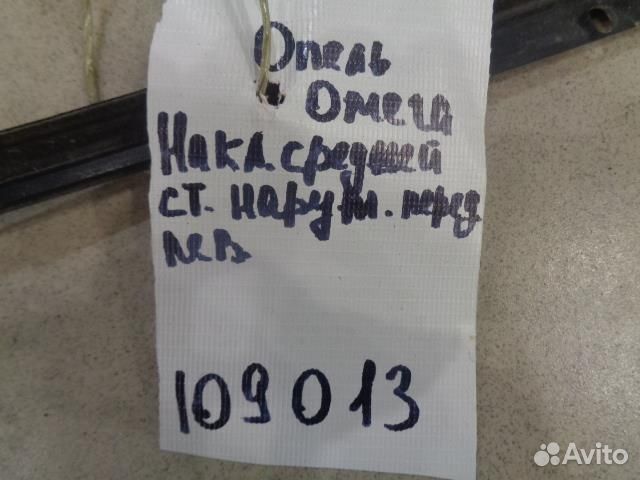 Опель
Омега
Накл. средней
ст. наруж. перед
лев
109013
Avito